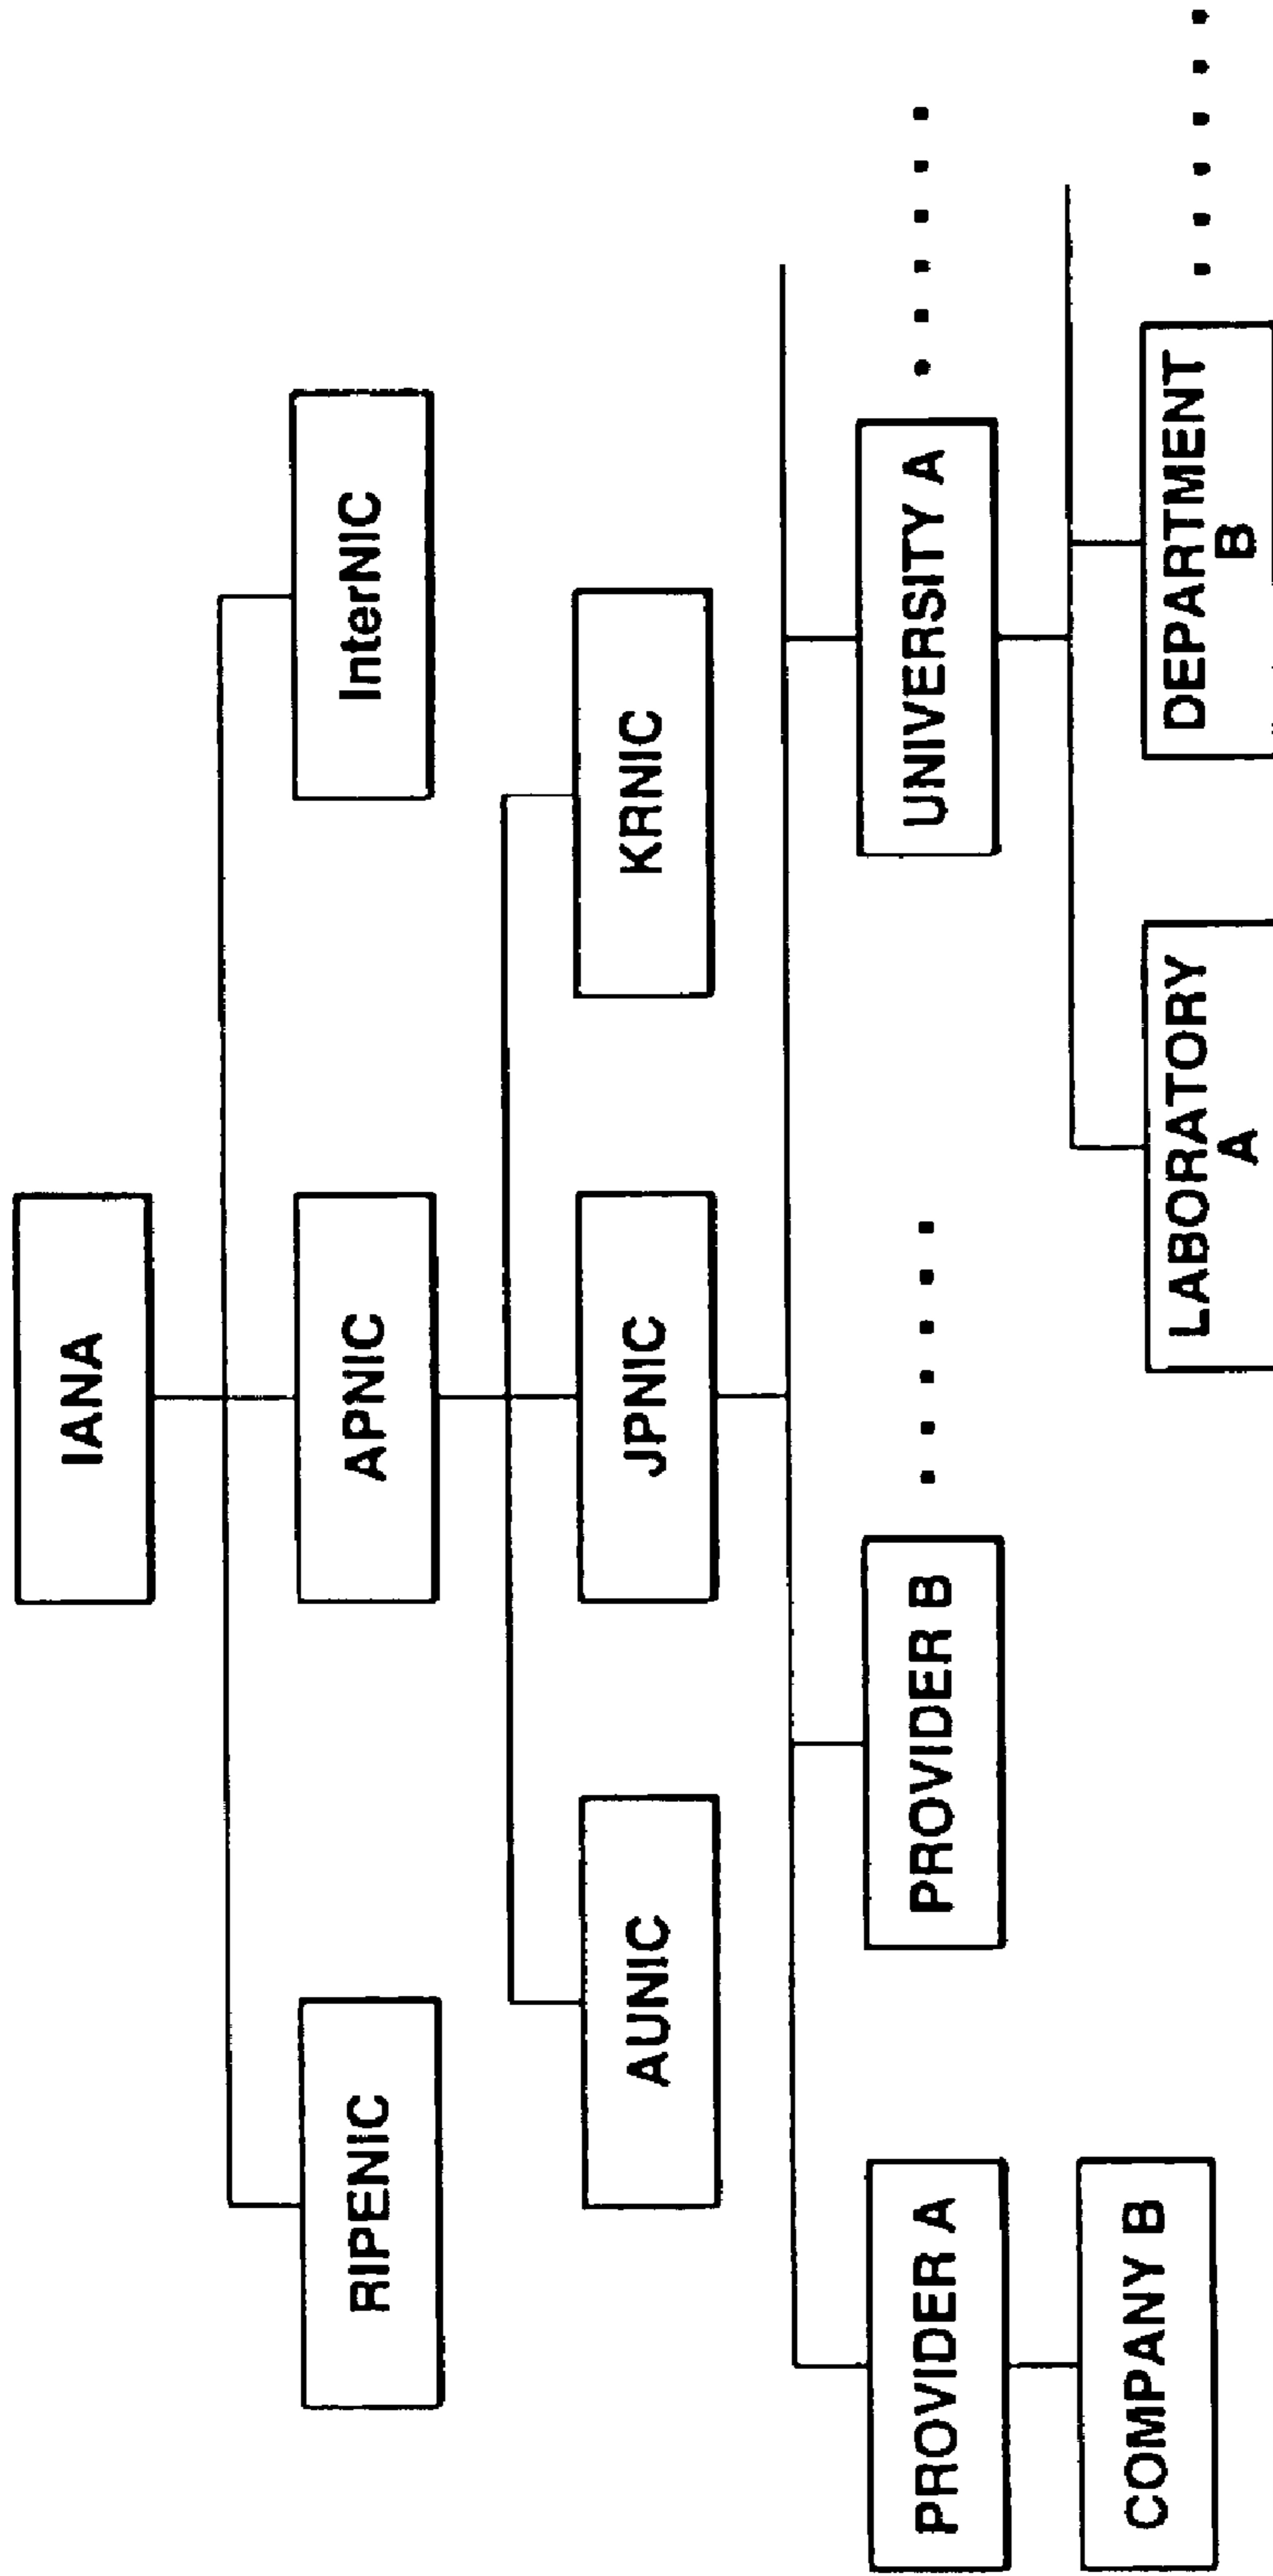 IANA
RIPENIC
APNIC
InterNIC
AUNIC
JPNIC
KRNIC
PROVIDER A
PROVIDER B
UNIVERSITY A
COMPANY B
LABORATORY
A
DEPARTMENT
B